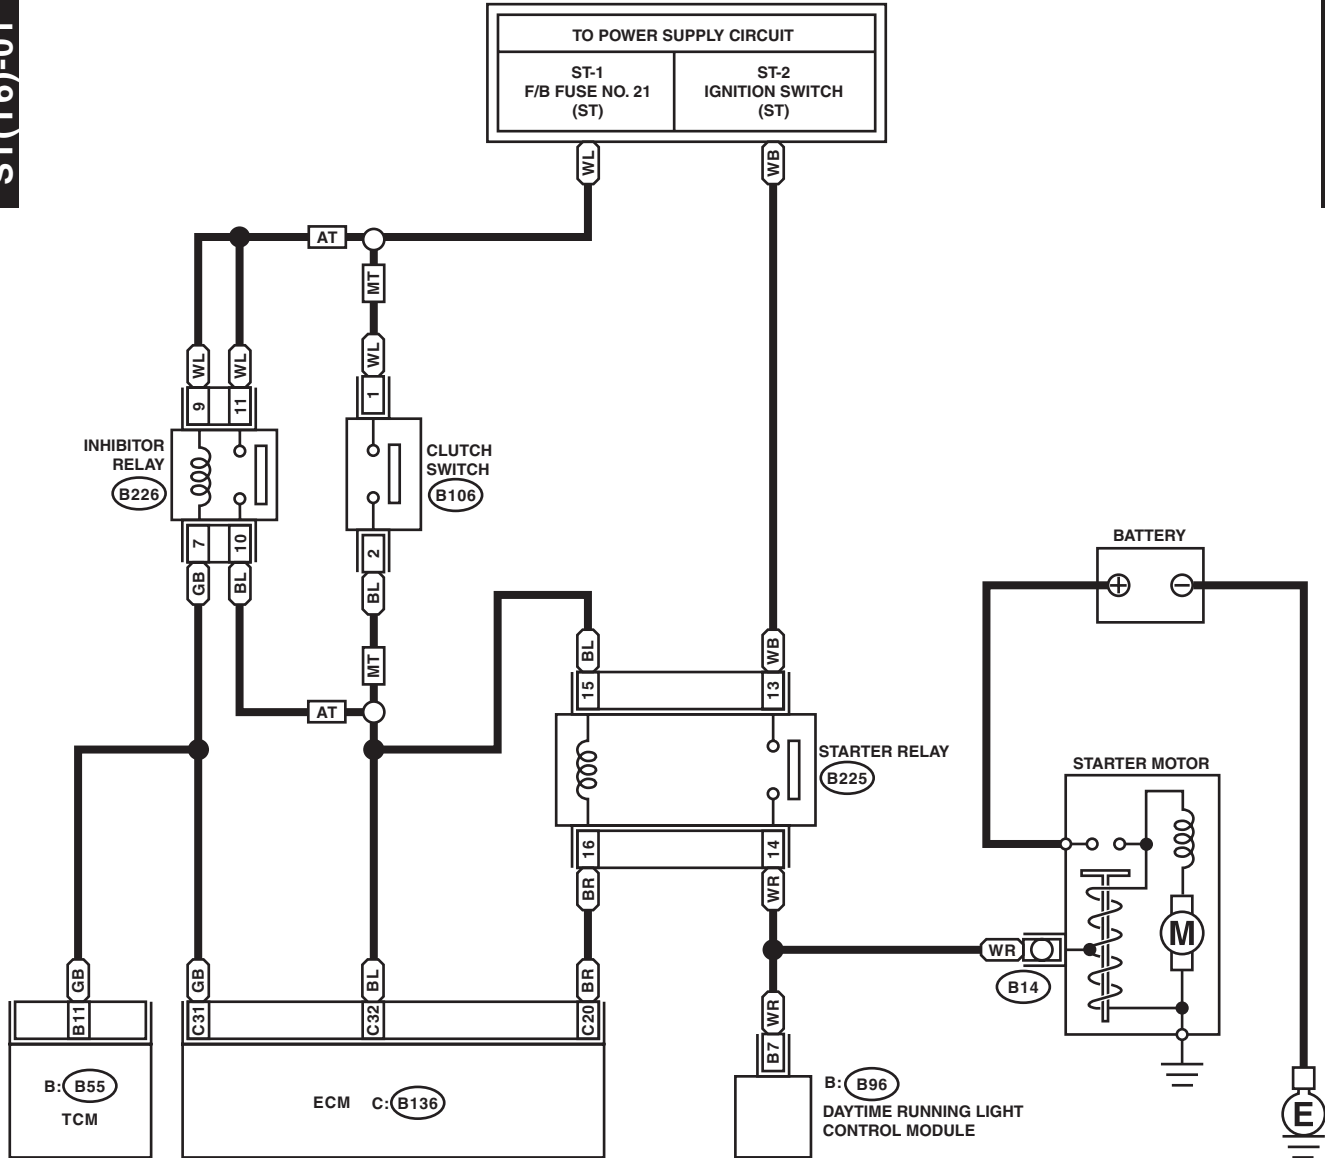 ST(T6)-01
TO POWER SUPPLY CIRCUIT
ST-1
F/B FUSE NO. 21
(ST)
ST-2
IGNITION SWITCH
(ST)
WL
WB
AT
MT
WL
WL
WL
9
11
1
INHIBITOR
RELAY
B226
CLUTCH
SWITCH
B106
7
10
2
GB
BL
BL
MT
AT
BL
WB
15
13
STARTER RELAY
B225
16
14
BR
WR
BATTERY
+
−
STARTER MOTOR
M
WR
B14
GB
GB
BL
BR
WR
B11
C31
C32
C20
B7
B: B55
TCM
ECM C: B136
B: B96
DAYTIME RUNNING LIGHT
CONTROL MODULE
E